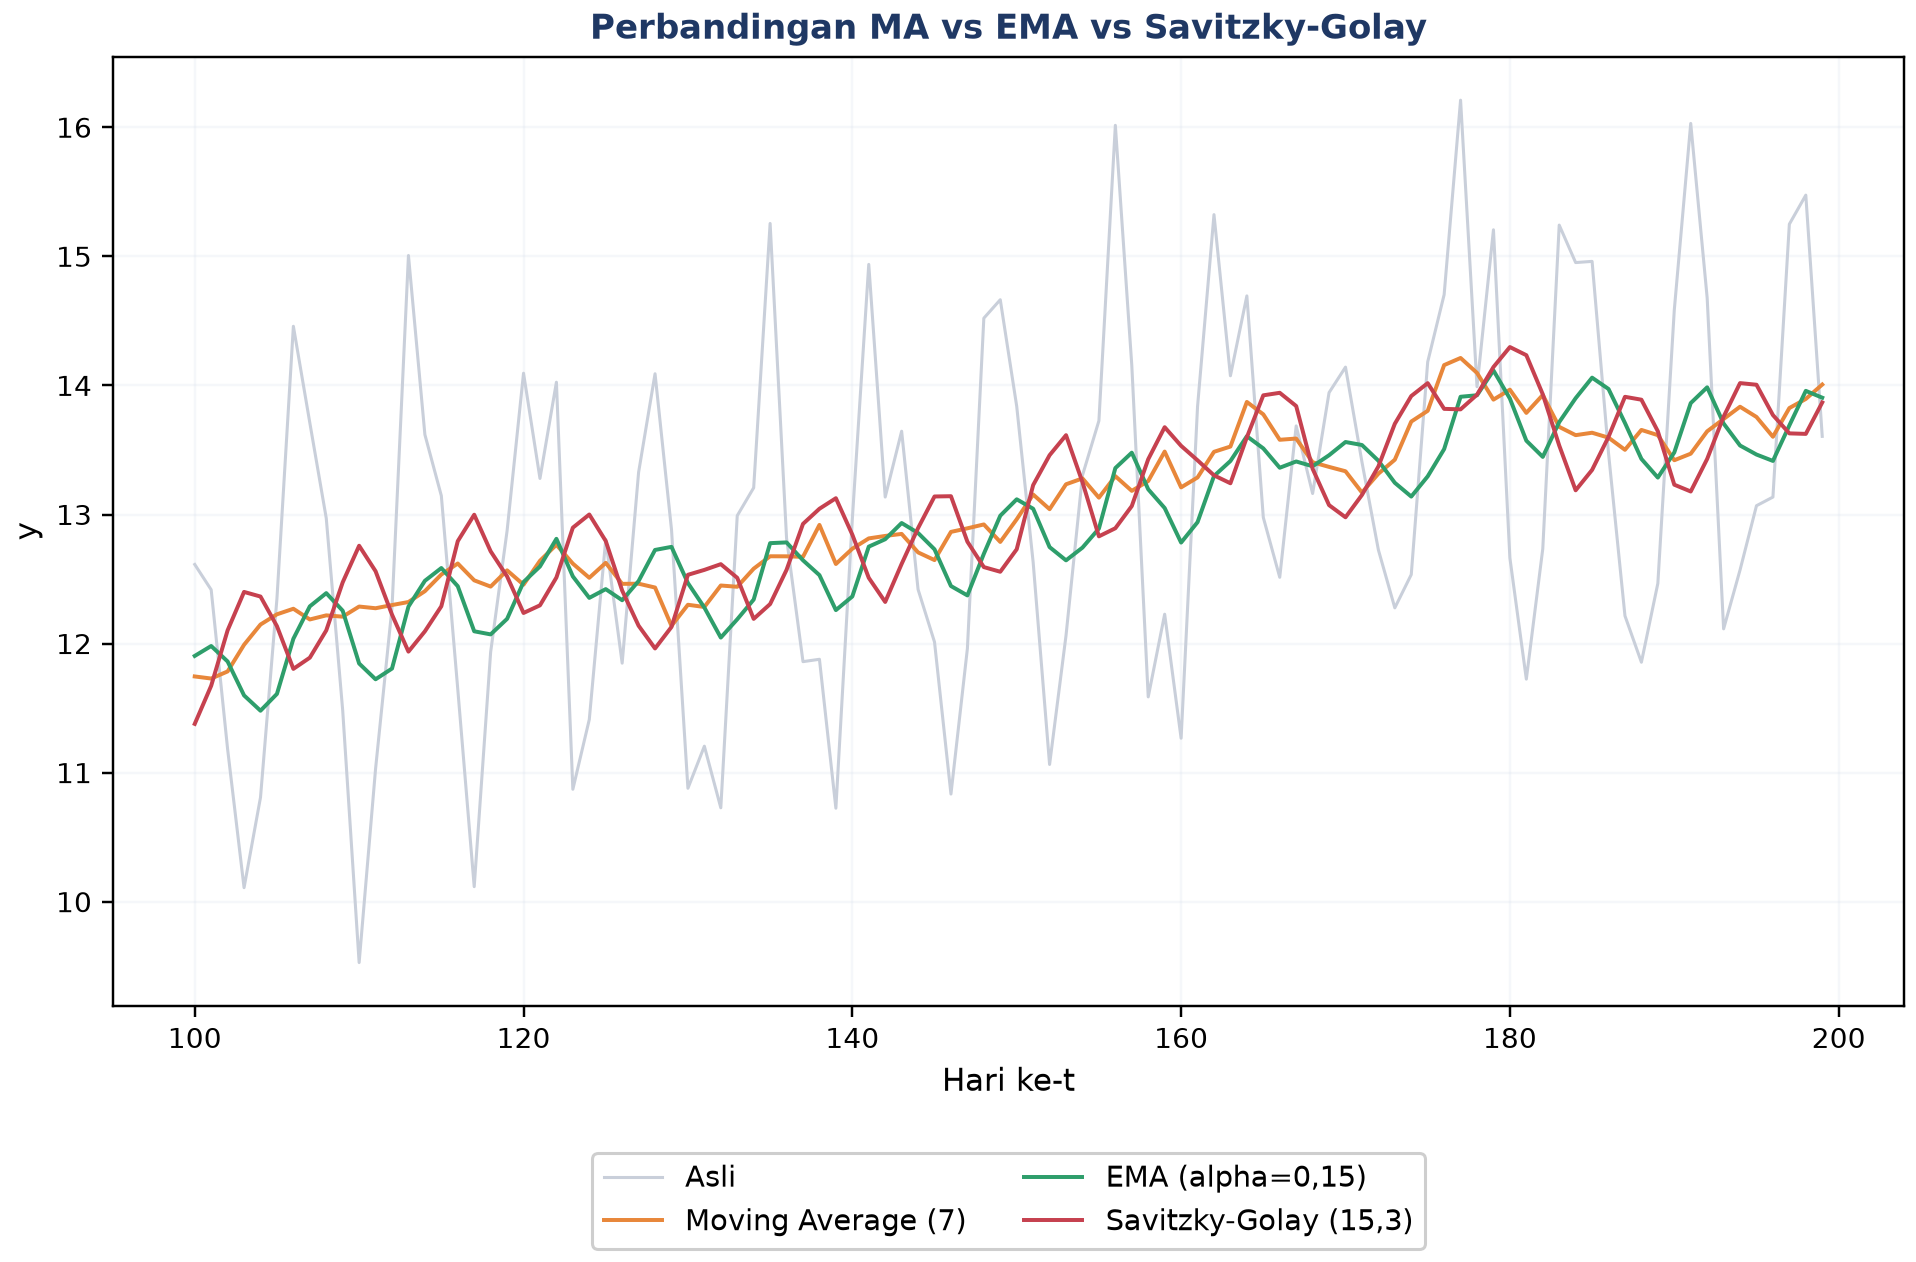 Perbandingan MA vs EMA vs Savitzky-Golay
16
15
14
13
12
11
10
y
100 120 140 160 180 200
Hari ke-t
Asli
Moving Average (7)
EMA (alpha=0,15)
Savitzky-Golay (15,3)